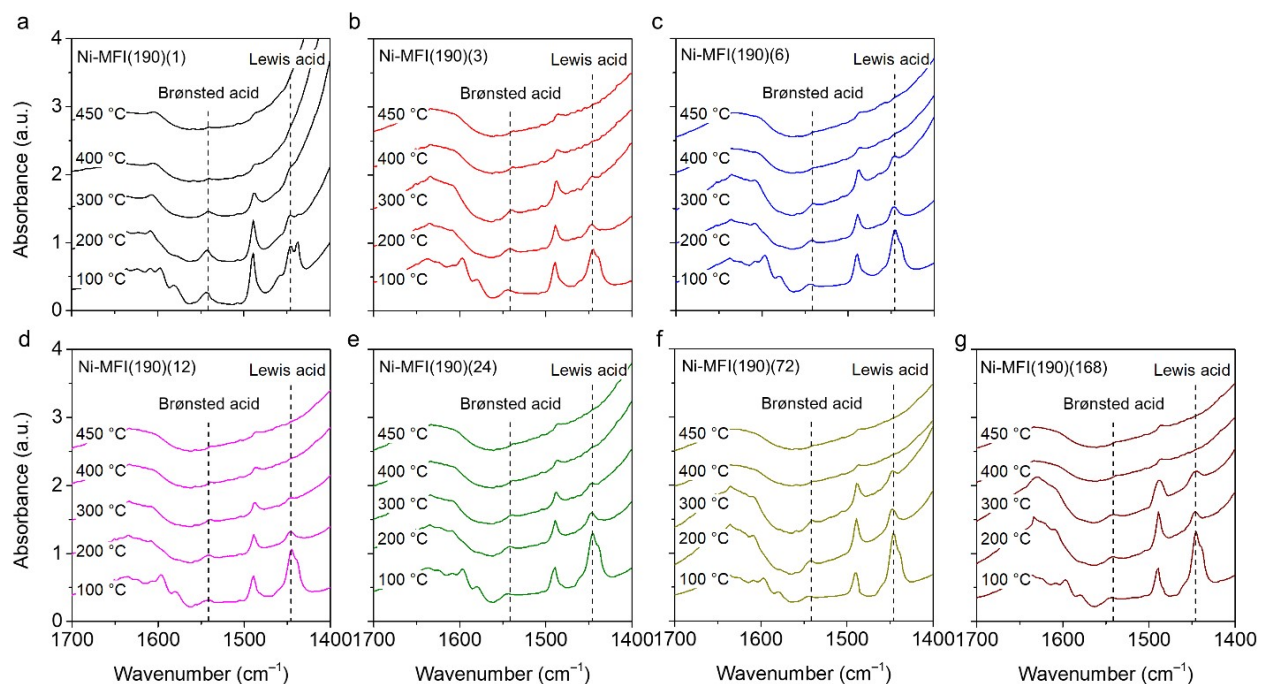 a
b
c
Ni-MFI(190)(1)
Lewis acid
Brønsted acid
450 °C
400 °C
300 °C
200 °C
100 °C
Ni-MFI(190)(3)
Lewis acid
Brønsted acid
450 °C
400 °C
300 °C
200 °C
100 °C
Ni-MFI(190)(6)
Lewis acid
Brønsted acid
450 °C
400 °C
300 °C
200 °C
100 °C
4
3
2
1
0
Absorbance (a.u.)
d
e
f
g
Ni-MFI(190)(12)
Lewis acid
Brønsted acid
450 °C
400 °C
300 °C
200 °C
100 °C
Ni-MFI(190)(24)
Lewis acid
Brønsted acid
450 °C
400 °C
300 °C
200 °C
100 °C
Ni-MFI(190)(72)
Lewis acid
Brønsted acid
450 °C
400 °C
300 °C
200 °C
100 °C
Ni-MFI(190)(168)
Lewis acid
Brønsted acid
450 °C
400 °C
300 °C
200 °C
100 °C
4
3
2
1
0
Absorbance (a.u.)
1700 1600 1500 1400
1700 1600 1500 1400
1700 1600 1500 1400
1700 1600 1500 1400
Wavenumber (cm⁻¹)
Wavenumber (cm⁻¹)
Wavenumber (cm⁻¹)
Wavenumber (cm⁻¹)